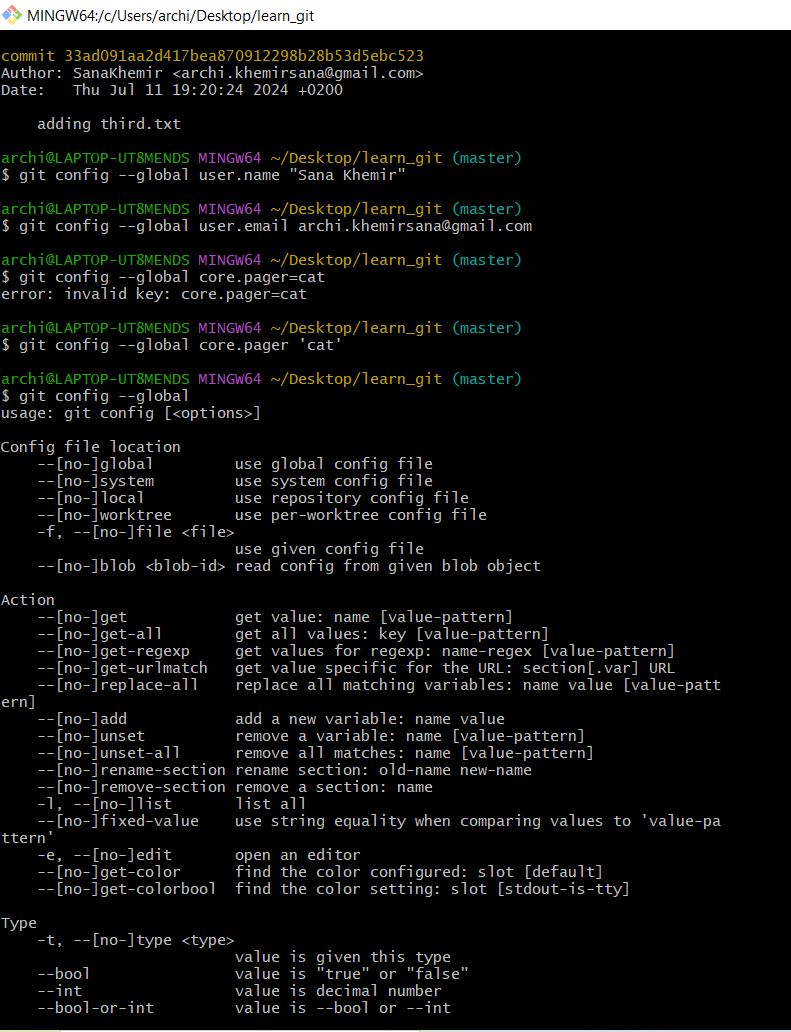 MINGW64:/c/Users/archi/Desktop/learn_git
commit 33ad091aa2d417bea870912298b28b53d5ebc523
Author: SanaKhemir <archi.khemirsana@gmail.com>
Date:   Thu Jul 11 19:20:24 2024 +0200

    adding third.txt

archi@LAPTOP-UT8MENDS MINGW64 ~/Desktop/learn_git (master)
$ git config --global user.name "Sana Khemir"

archi@LAPTOP-UT8MENDS MINGW64 ~/Desktop/learn_git (master)
$ git config --global user.email archi.khemirsana@gmail.com

archi@LAPTOP-UT8MENDS MINGW64 ~/Desktop/learn_git (master)
$ git config --global core.pager=cat
error: invalid key: core.pager=cat

archi@LAPTOP-UT8MENDS MINGW64 ~/Desktop/learn_git (master)
$ git config --global core.pager 'cat'

archi@LAPTOP-UT8MENDS MINGW64 ~/Desktop/learn_git (master)
$ git config --global
usage: git config [<options>]

Config file location
    --[no-]global         use global config file
    --[no-]system         use system config file
    --[no-]local          use repository config file
    --[no-]worktree       use per-worktree config file
    -f, --[no-]file <file>
                          use given config file
    --[no-]blob <blob-id> read config from given blob object

Action
    --[no-]get            get value: name [value-pattern]
    --[no-]get-all        get all values: key [value-pattern]
    --[no-]get-regexp     get values for regexp: name-regex [value-pattern]
    --[no-]get-urlmatch   get value specific for the URL: section[.var] URL
    --[no-]replace-all    replace all matching variables: name value [value-patt
ern]
    --[no-]add            add a new variable: name value
    --[no-]unset          remove a variable: name [value-pattern]
    --[no-]unset-all      remove all matches: name [value-pattern]
    --[no-]rename-section rename section: old-name new-name
    --[no-]remove-section remove a section: name
    -l, --[no-]list       list all
    --[no-]fixed-value    use string equality when comparing values to 'value-pa
ttern'
    -e, --[no-]edit       open an editor
    --[no-]get-color      find the color configured: slot [default]
    --[no-]get-colorbool  find the color setting: slot [stdout-is-tty]

Type
    -t, --[no-]type <type>
                          value is given this type
    --bool                value is "true" or "false"
    --int                 value is decimal number
    --bool-or-int         value is --bool or --int